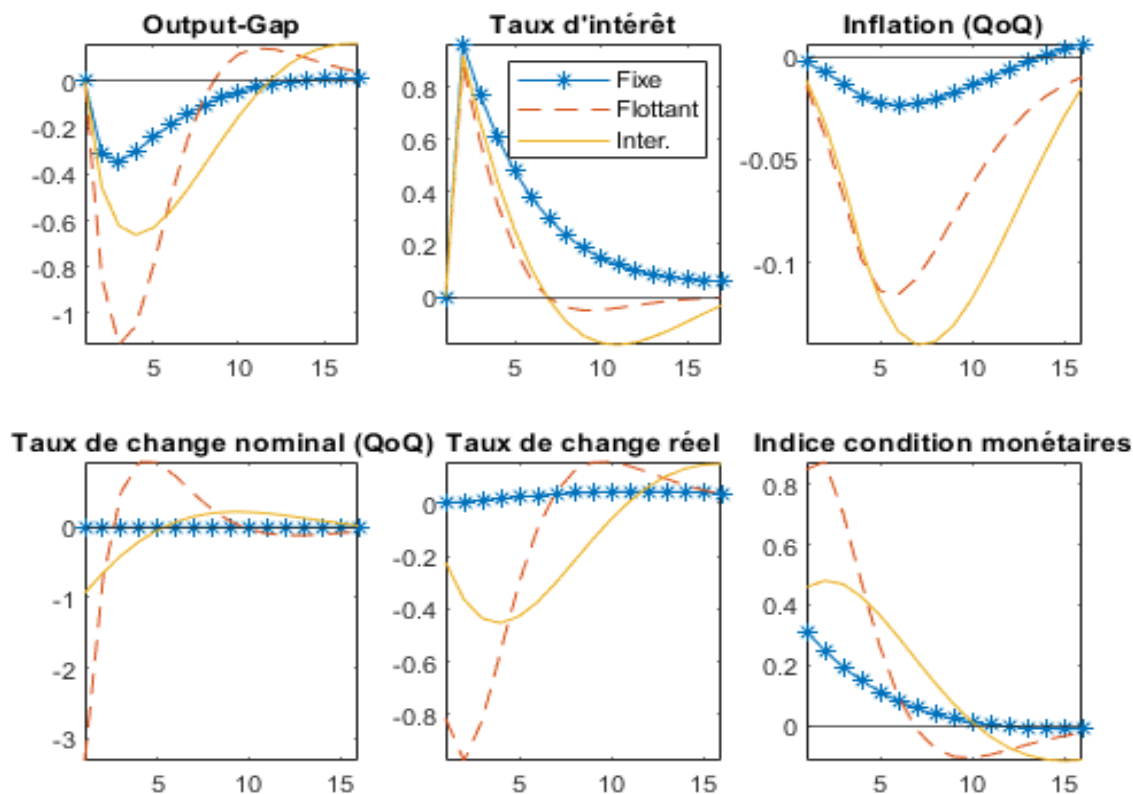 Output-Gap
0
-0.2
-0.4
-0.6
-0.8
-1
5 10 15
Taux d'intérêt
0.8
0.6
0.4
0.2
0
5 10 15
Fixe
Flottant
Inter.
Inflation (QoQ)
0
-0.05
-0.1
5 10 15
Taux de change nominal (QoQ)
0
-1
-2
-3
5 10 15
Taux de change réel
0
-0.2
-0.4
-0.6
-0.8
5 10 15
Indice condition monétaires
0.8
0.6
0.4
0.2
0
5 10 15